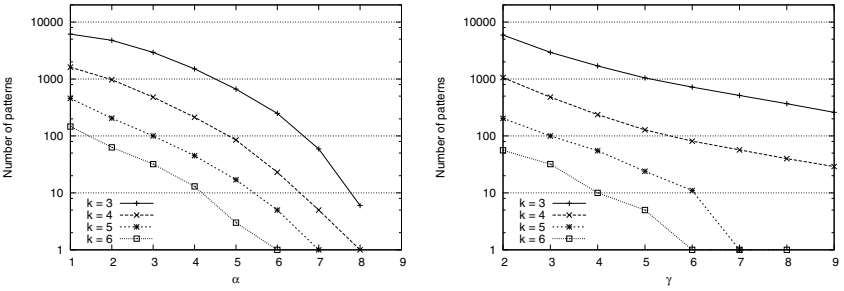 Number of patterns
10000
1000
100
10
1
k = 3
k = 4
k = 5
k = 6
1 2 3 4 5 6 7 8 9
α
Number of patterns
10000
1000
100
10
1
k = 3
k = 4
k = 5
k = 6
2 3 4 5 6 7 8 9
γ